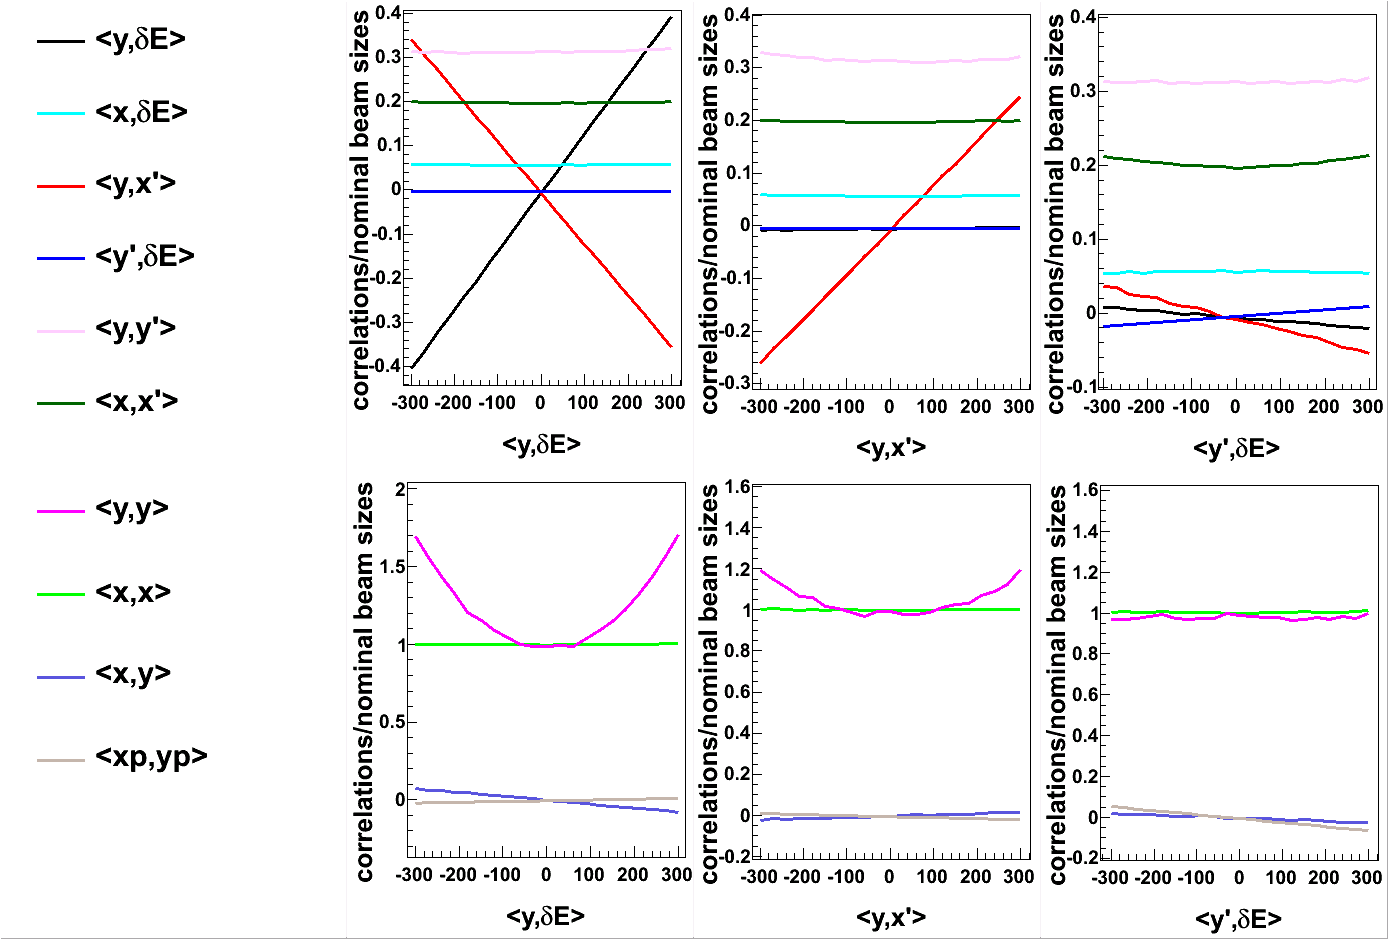 <y,δE>
<x,δE>
<y,x'>
<y',δE>
<y,y'>
<x,x'>
<y,y>
<x,x>
<x,y>
<xp,yp>
correlations/nominal beam sizes
0.4
0.3
0.2
0.1
0
-0.1
-0.2
-0.3
-0.4
-300 -200 -100 0 100 200 300
<y,δE>
correlations/nominal beam sizes
0.4
0.3
0.2
0.1
0
-0.1
-0.2
-0.3
-300 -200 -100 0 100 200 300
<y,x'>
correlations/nominal beam sizes
0.4
0.3
0.2
0.1
0
-0.1
-300 -200 -100 0 100 200 300
<y',δE>
correlations/nominal beam sizes
2
1.5
1
0.5
0
-300 -200 -100 0 100 200 300
<y,δE>
correlations/nominal beam sizes
1.6
1.4
1.2
1
0.8
0.6
0.4
0.2
0
-0.2
-300 -200 -100 0 100 200 300
<y,x'>
correlations/nominal beam sizes
1.6
1.4
1.2
1
0.8
0.6
0.4
0.2
0
-0.2
-300 -200 -100 0 100 200 300
<y',δE>